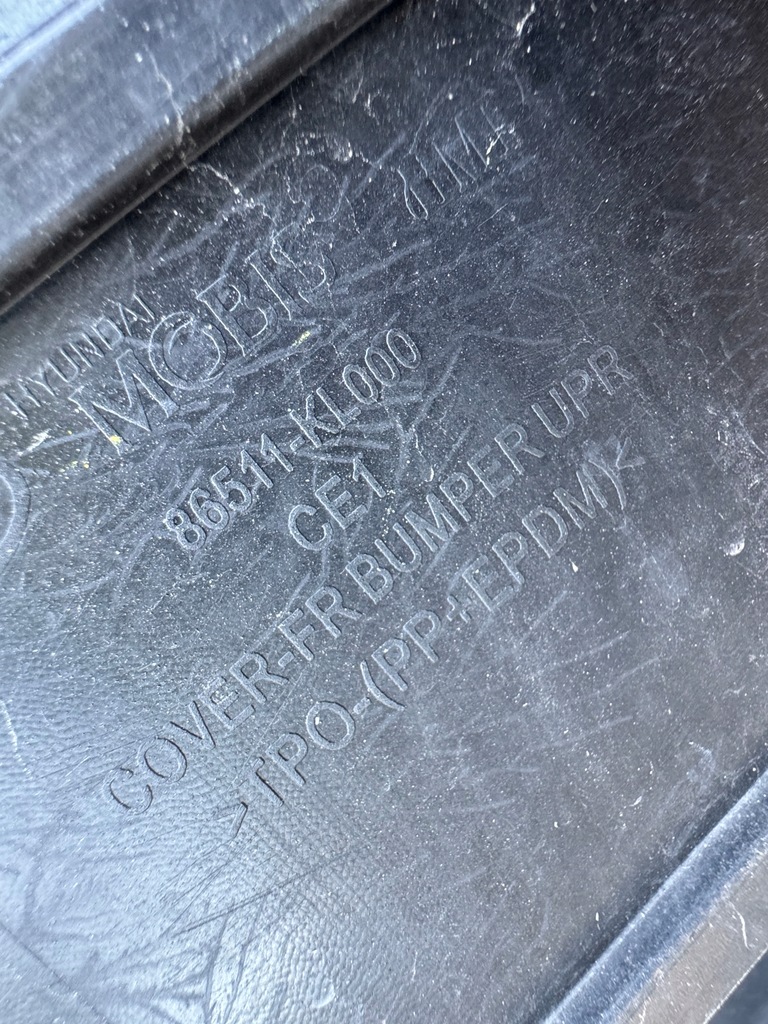 HYUNDAI
MOBIS
86511-KL000
CE1
COVER-FR BUMPER UPR
>TPO-(PP+EPDM)<